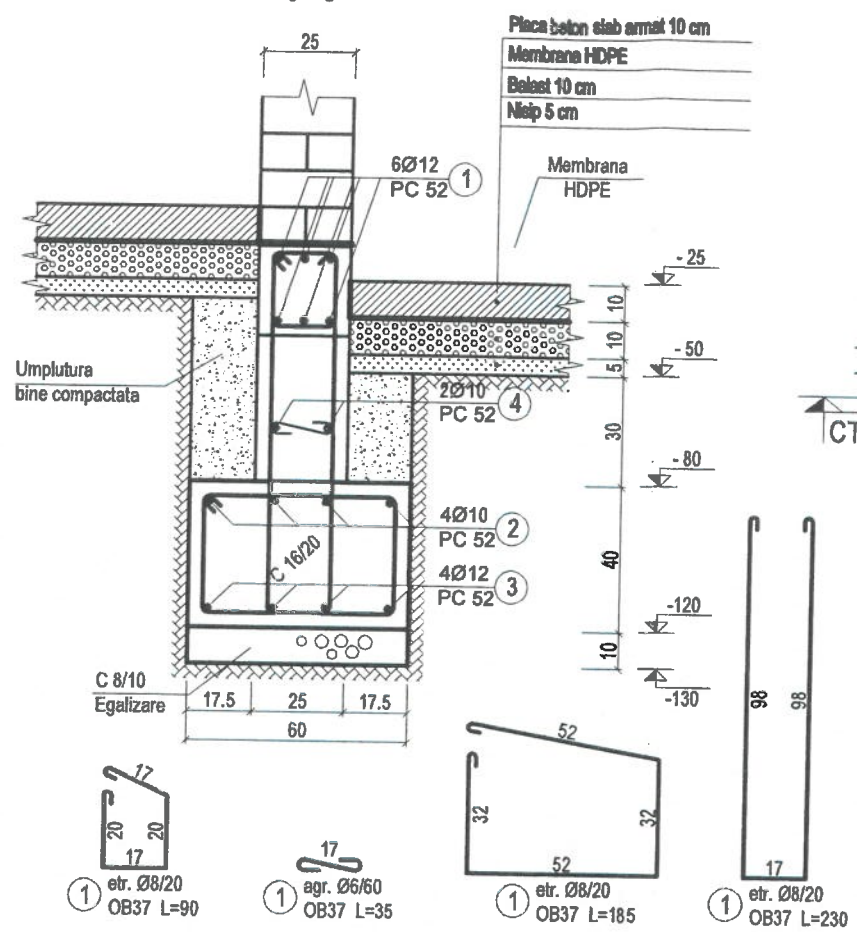 Placa beton slab armat 10 cm
Membrana HDPE
Balast 10 cm
Nisip 5 cm
25
6Ø12
PC 52
1
Membrana
HDPE
- 25
10
10
- 50
5
Umplutura
bine compactata
2Ø10
PC 52
4
30
CT
- 80
4Ø10
PC 52
2
C 16/20
40
4Ø12
PC 52
3
-120
10
C 8/10
Egalizare
17.5
25
17.5
-130
60
98
98
17
52
17
20
20
17
32
32
52
17
1
etr. Ø8/20
OB37 L=90
1
agr. Ø6/60
OB37 L=35
1
etr. Ø8/20
OB37 L=185
1
etr. Ø8/20
OB37 L=230